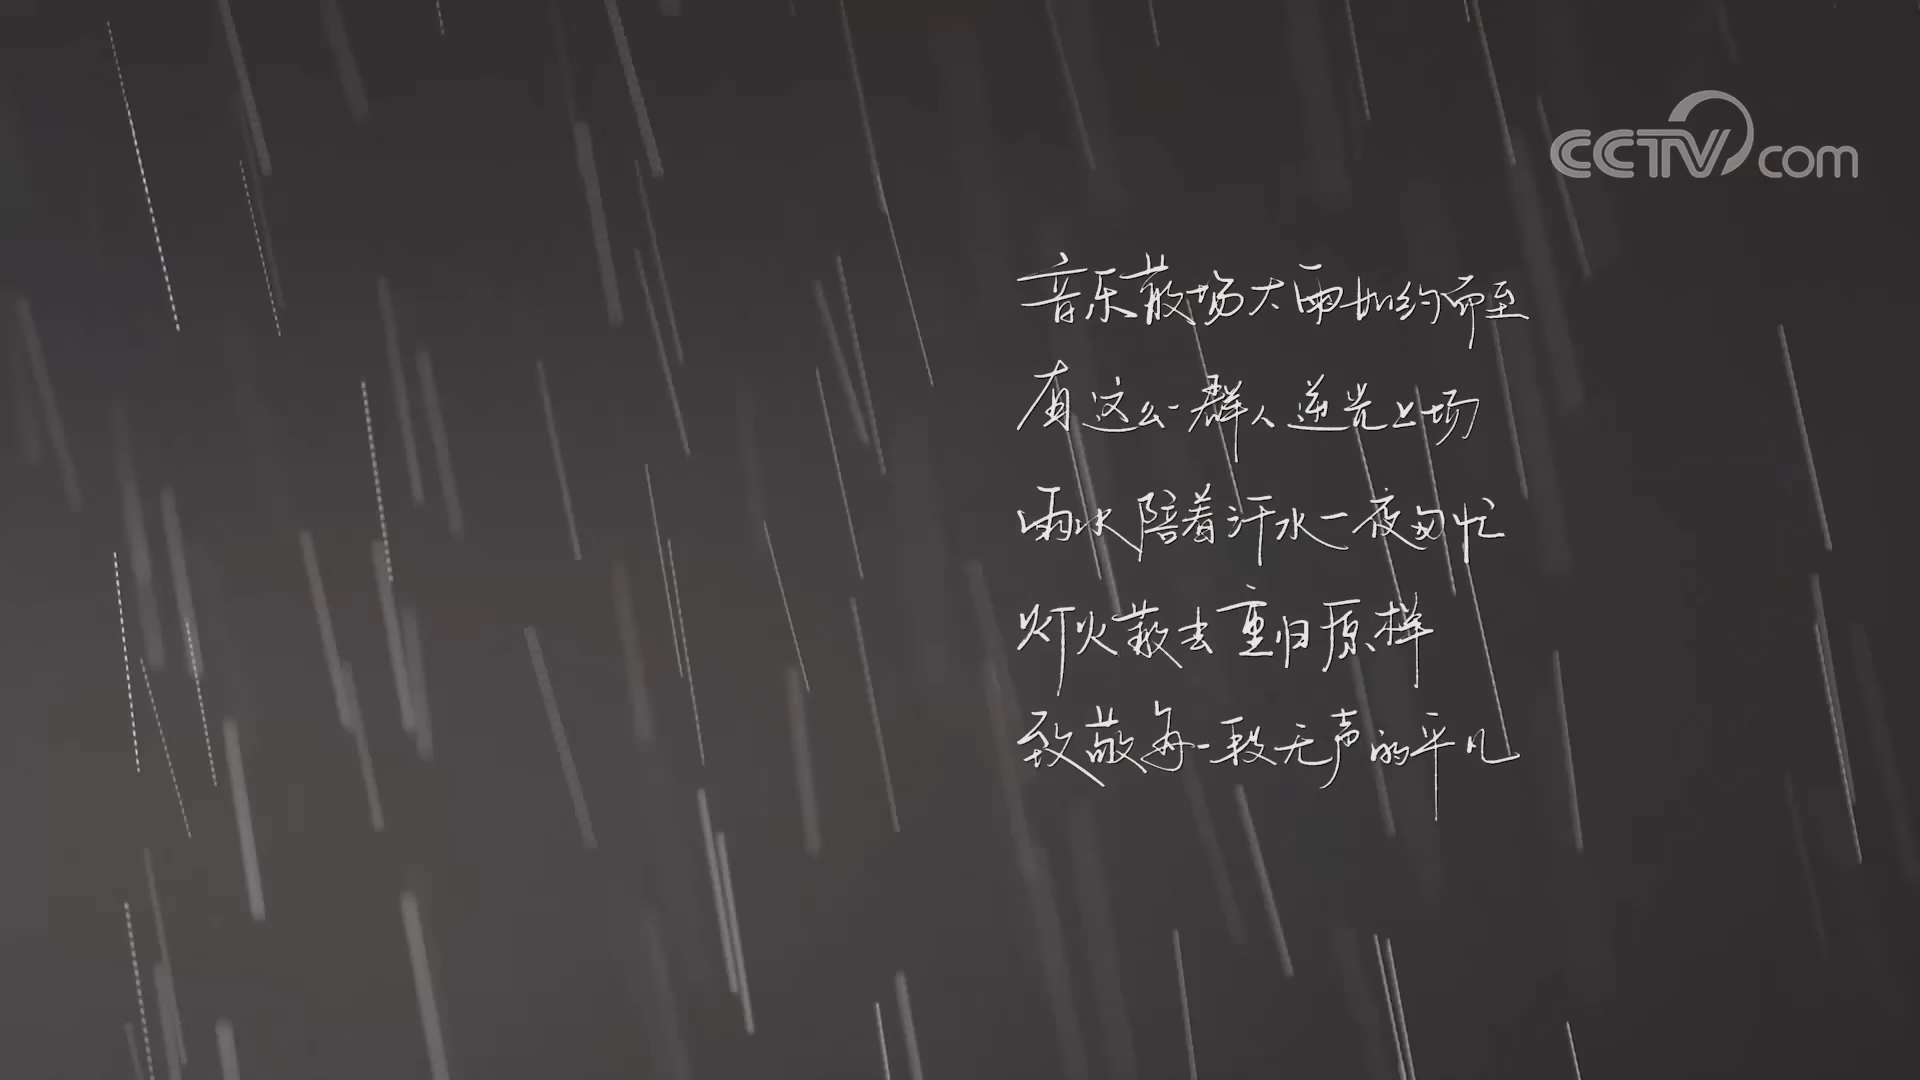 CCTV.com
音乐散场大雨如约而至
有这么一群人逆光上场
雨水陪着汗水一夜匆忙
灯火散去重归原样
致敬每一段无声的平凡